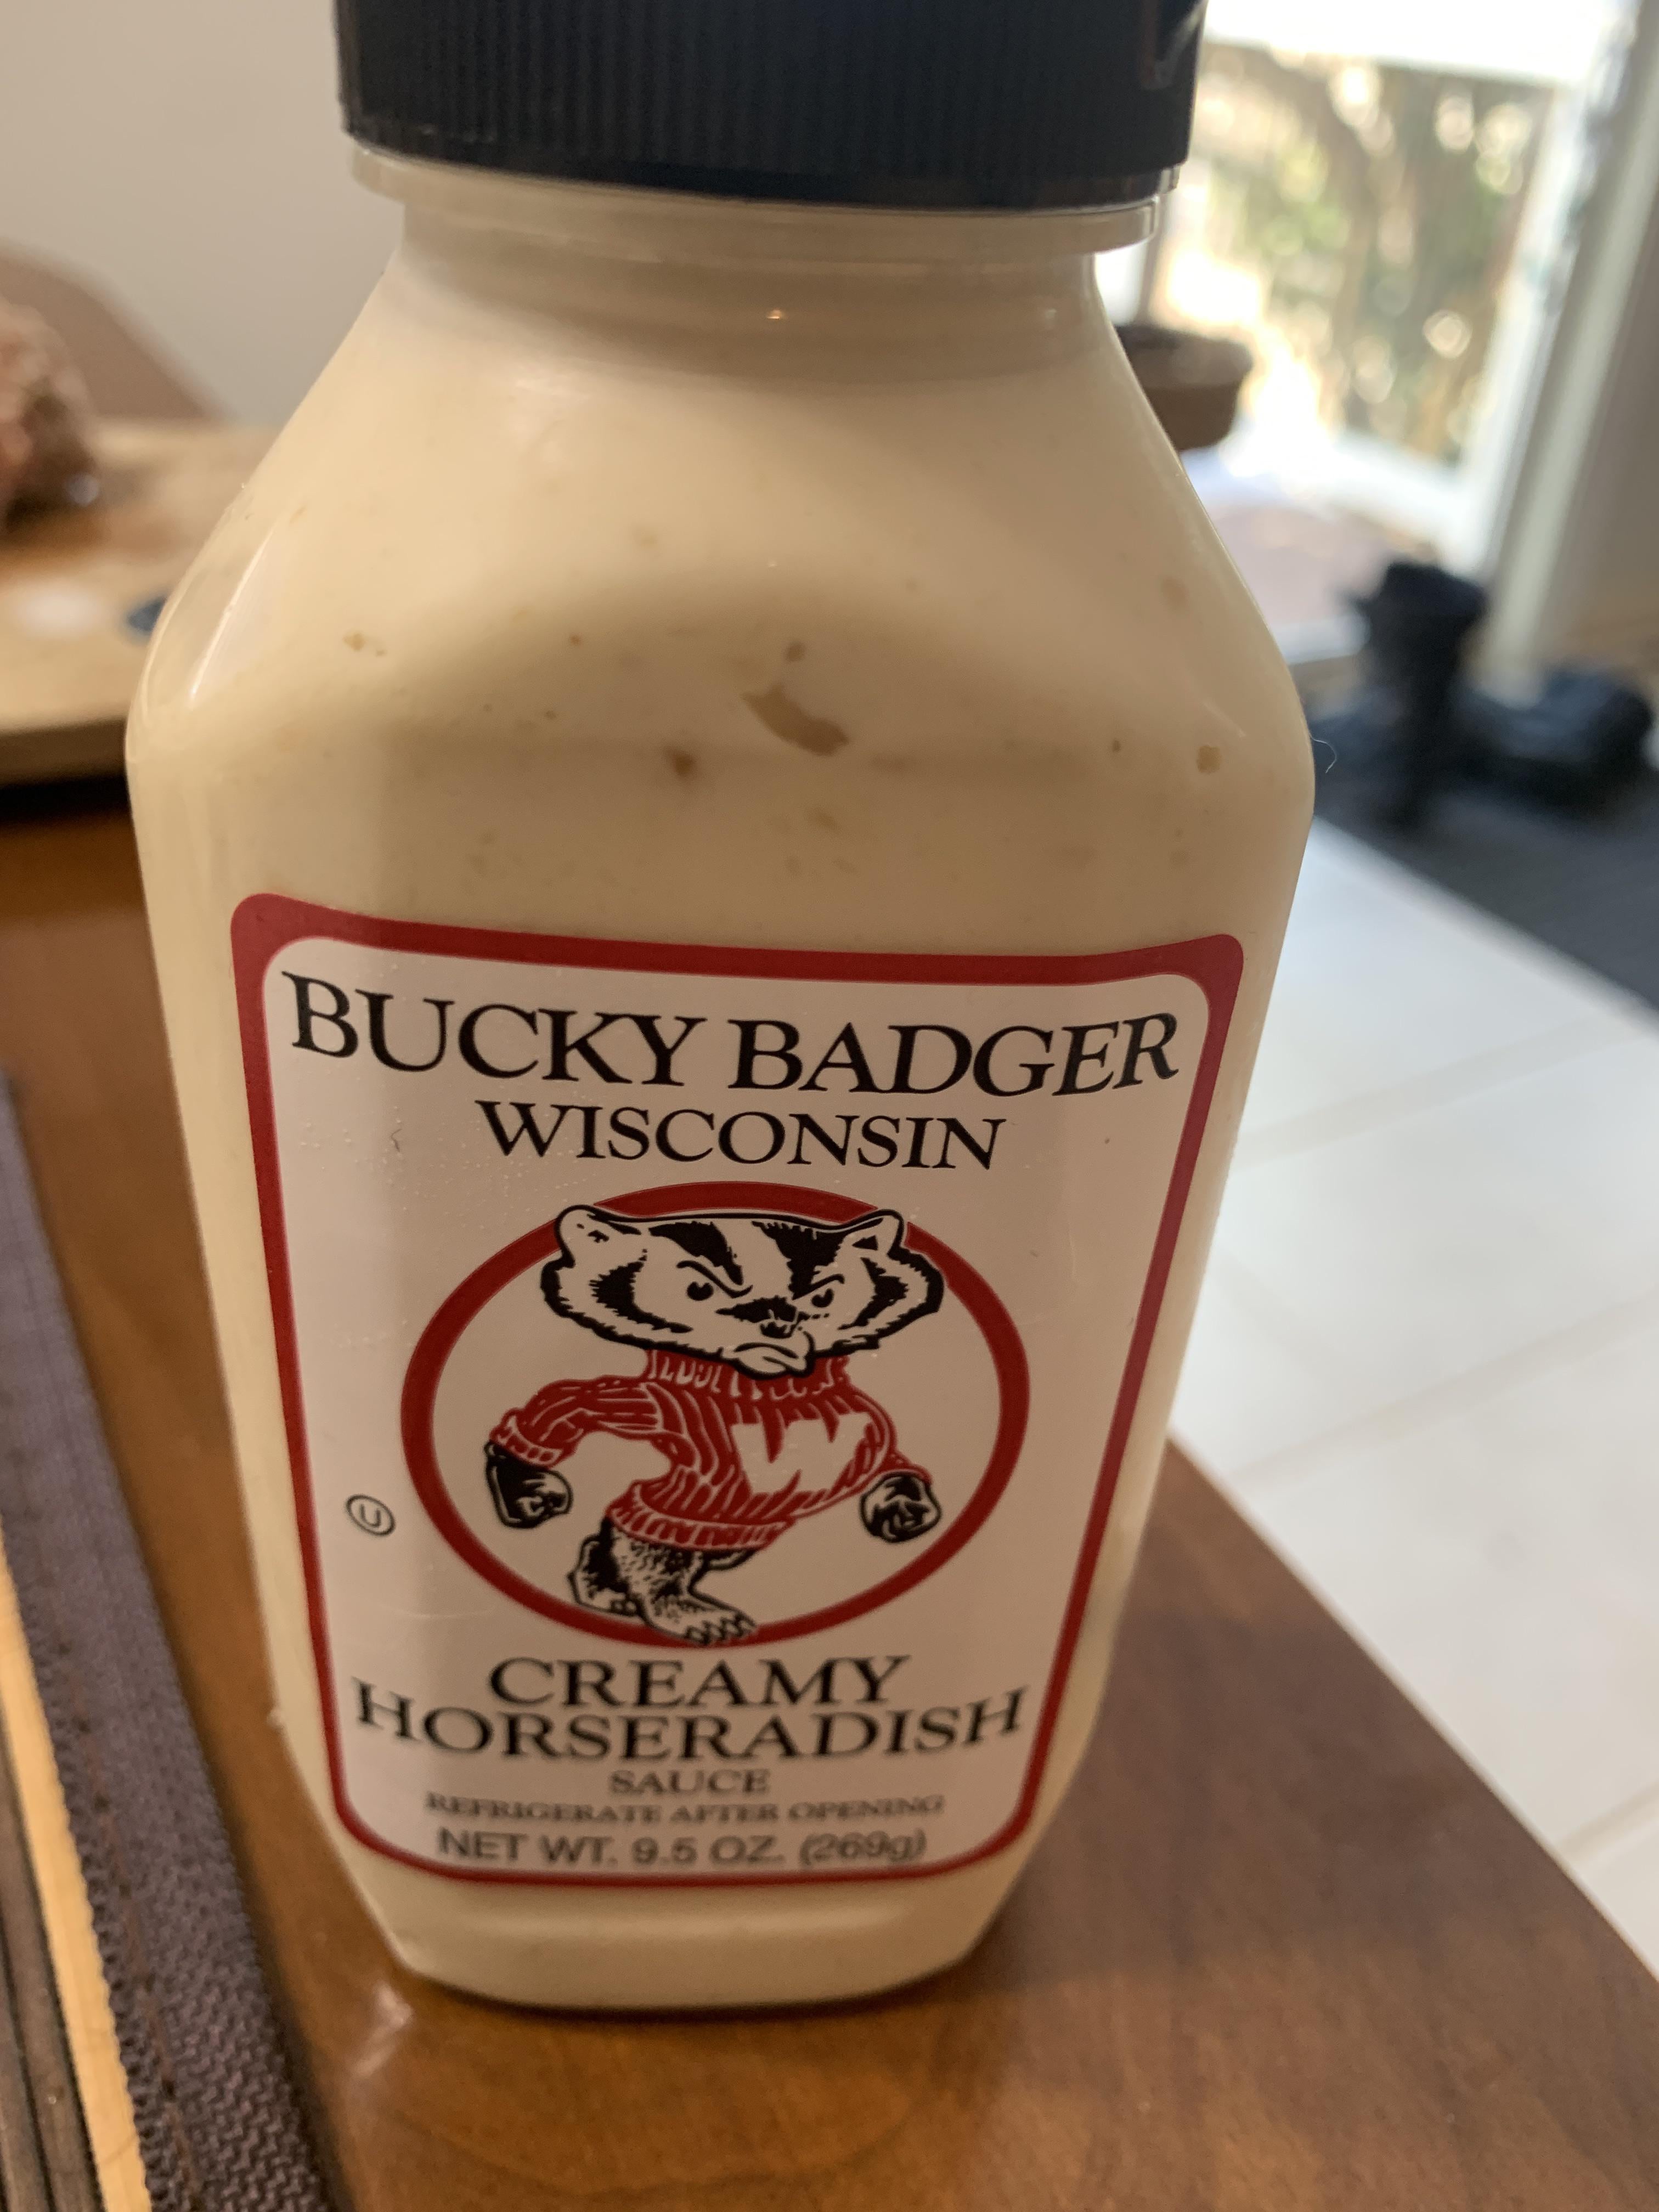 BUCKY BADGER
WISCONSIN
W
U
CREAMY
HORSERADISH
SAUCE
REFRIGERATE AFTER OPENING
NET WT. 9.5 OZ. (269g)